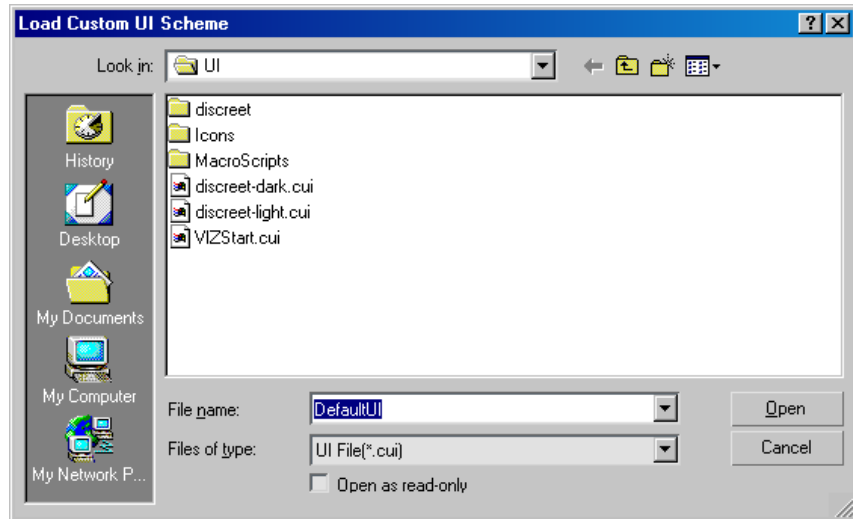 Load Custom UI Scheme
Look in:
UI
History
Desktop
My Documents
My Computer
My Network P...
discreet
Icons
MacroScripts
discreet-dark.cui
discreet-light.cui
VIZStart.cui
File name:
DefaultUI
Open
Files of type:
UI File(*.cui)
Cancel
Open as read-only